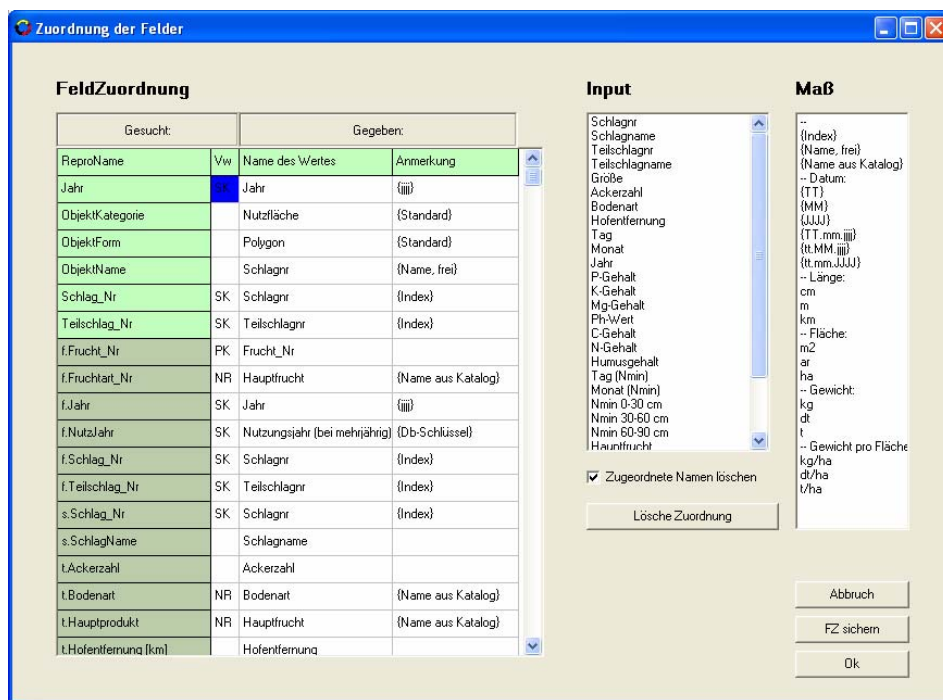 Zuordnung der Felder
FeldZuordnung
Gesucht: Gegeben:
ReproName Vw Name des Wertes Anmerkung
Jahr SK Jahr {jjjj}
ObjektKategorie Nutzfläche {Standard}
ObjektForm Polygon {Standard}
ObjektName Schlagnr {Name, frei}
Schlag_Nr SK Schlagnr {Index}
Teilschlag_Nr SK Teilschlagnr {Index}
f.Frucht_Nr PK Frucht_Nr
f.Fruchtart_Nr NR Hauptfrucht {Name aus Katalog}
f.Jahr SK Jahr {jjjj}
f.NutzJahr SK Nutzungsjahr (bei mehrjährig) {Db-Schlüssel}
f.Schlag_Nr SK Schlagnr {Index}
f.Teilschlag_Nr SK Teilschlagnr {Index}
s.Schlag_Nr SK Schlagnr {Index}
s.SchlagName Schlagname
t.Ackerzahl Ackerzahl
t.Bodenart NR Bodenart {Name aus Katalog}
t.Hauptprodukt NR Hauptfrucht {Name aus Katalog}
t.Hofentfernung [km] Hofentfernung
Input
Schlagnr
Schlagname
Teilschlagnr
Teilschlagname
Größe
Ackerzahl
Bodenart
Hofentfernung
Tag
Monat
Jahr
P-Gehalt
K-Gehalt
Mg-Gehalt
Ph-Wert
C-Gehalt
N-Gehalt
Humusgehalt
Tag (Nmin)
Monat (Nmin)
Nmin 0-30 cm
Nmin 30-60 cm
Nmin 60-90 cm
Hauptfrucht
Zugeordnete Namen löschen
Lösche Zuordnung
Maß
--
{Index}
{Name, frei}
{Name aus Katalog}
-- Datum:
{TT}
{MM}
{JJJJ}
{TT.mm.jjjj}
{tt.MM.jjjj}
{tt.mm.JJJJ}
-- Länge:
cm
m
km
-- Fläche:
m2
ar
ha
-- Gewicht:
kg
dt
t
-- Gewicht pro Fläche
kg/ha
dt/ha
t/ha
Abbruch
FZ sichern
Ok